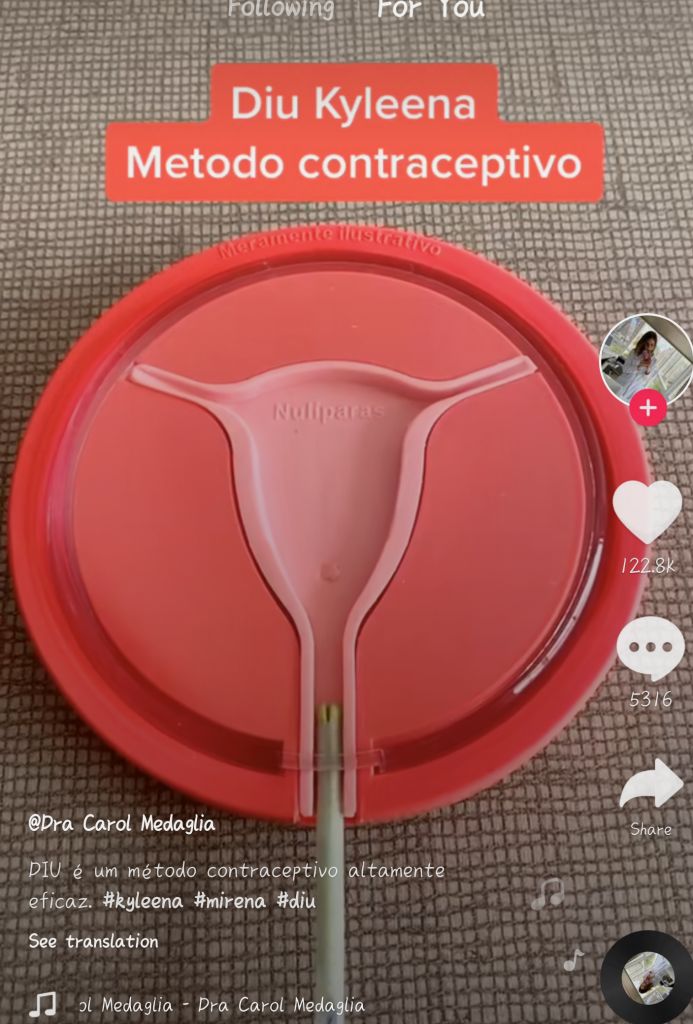 Following | For You
Diu Kyleena
Metodo contraceptivo
Meramente Ilustrativo
Nuliparas
122.8K
5316
Share
@Dra Carol Medaglia
DIU é um método contraceptivo altamente
eficaz. #kyleena #mirena #diu
See translation
ol Medaglia - Dra Carol Medaglia